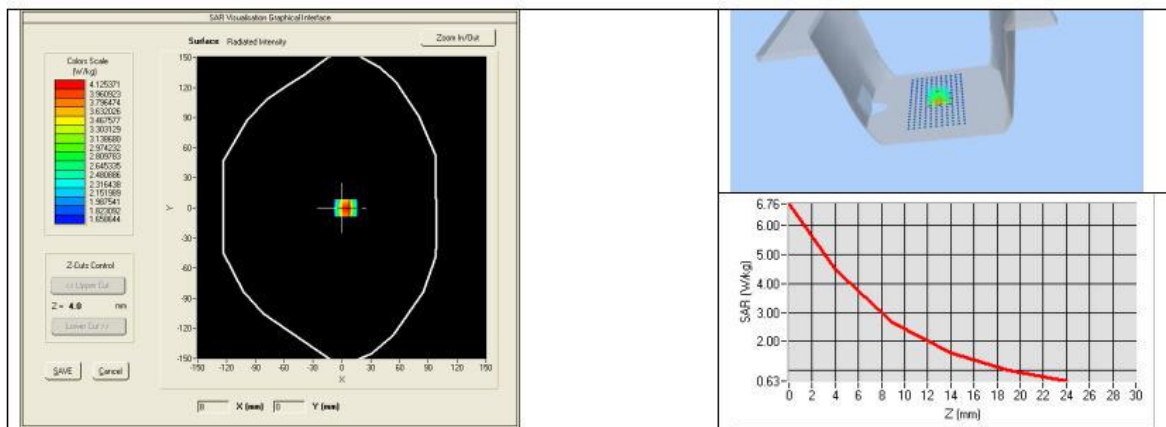 SAR Visualisation Graphical Interface
Surface Radiated Intensity
Zoom In/Out
Colors Scale
(W/kg)
4.125371
3.960923
3.796474
3.632026
3.467577
3.303129
3.138680
2.974232
2.809783
2.645335
2.480886
2.316438
2.151989
1.987541
1.823092
1.658644
Z-Cuts Control
<< Upper Cut
Z = 4.0 mm
Lower Cut >>
SAVE Cancel
150
120
90
60
30
0
-30
-60
-90
-120
-150
Y
-150 -120 -90 -60 -30 0 30 60 90 120 150
X
8 X (mm) 0 Y (mm)
6.76
6.00
5.00
4.00
3.00
2.00
0.63
SAR (W/kg)
0 2 4 6 8 10 12 14 16 18 20 22 24 26 28 30
Z (mm)